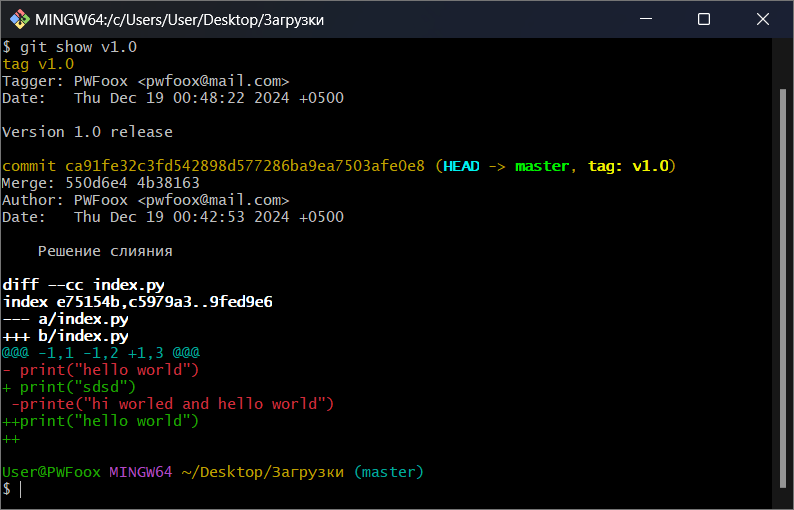 MINGW64:/c/Users/User/Desktop/Загрузки
$ git show v1.0
tag v1.0
Tagger: PWFoox <pwfoox@mail.com>
Date:   Thu Dec 19 00:48:22 2024 +0500

Version 1.0 release

commit ca91fe32c3fd542898d577286ba9ea7503afe0e8 (HEAD -> master, tag: v1.0)
Merge: 550d6e4 4b38163
Author: PWFoox <pwfoox@mail.com>
Date:   Thu Dec 19 00:42:53 2024 +0500

    Решение слияния

diff --cc index.py
index e75154b,c5979a3..9fed9e6
--- a/index.py
+++ b/index.py
@@@ -1,1 -1,2 +1,3 @@@
- print("hello world")
+ print("sdsd")
 -printe("hi worled and hello world")
++print("hello world")
++

User@PWFoox MINGW64 ~/Desktop/Загрузки (master)
$